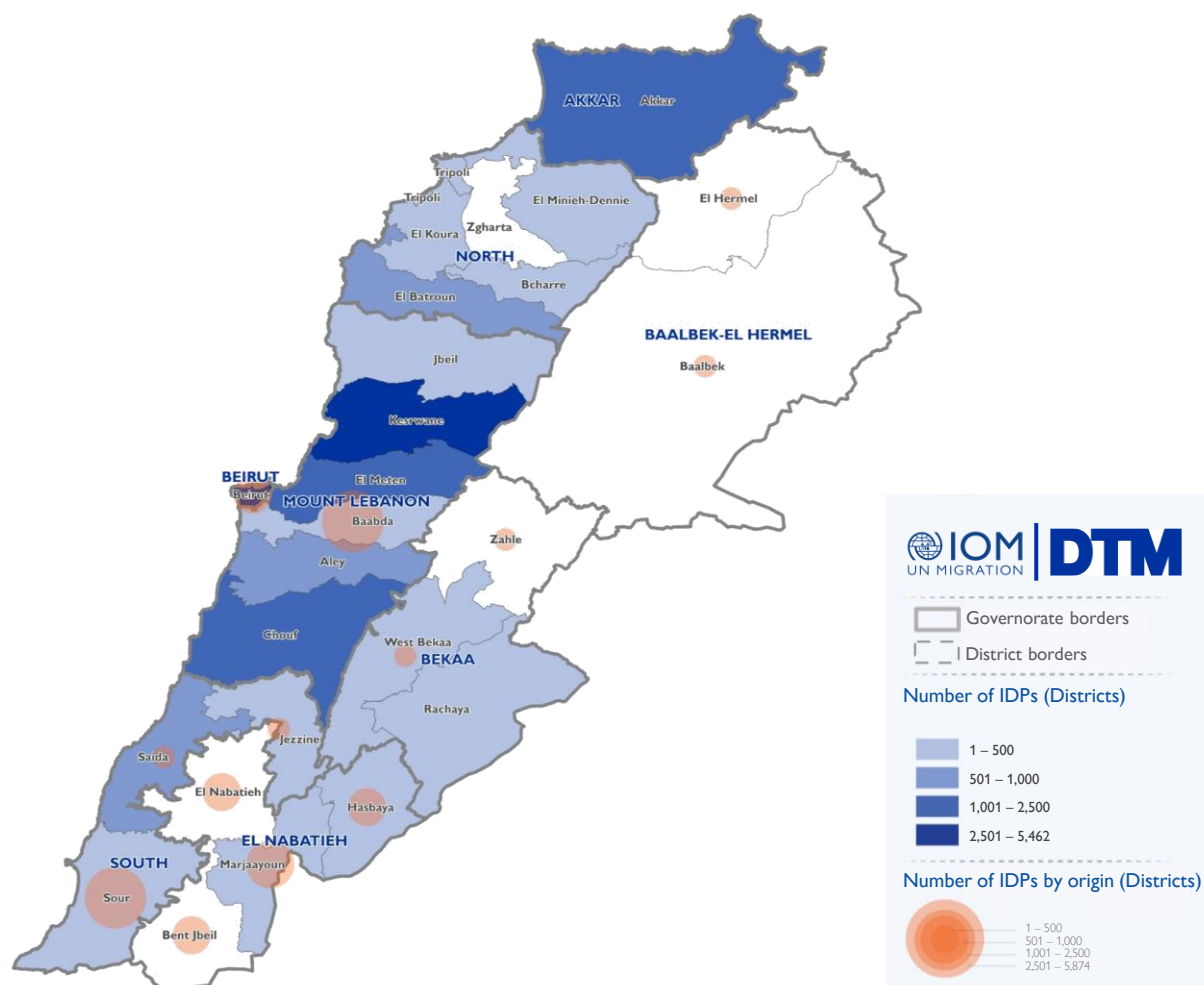 AKKAR
Akkar
Tripoli
El Hermel
Tripoli
El Minieh-Dennie
Zgharta
El Koura
NORTH
Bcharre
El Batroun
BAALBEK-EL HERMEL
Jbeil
Baalbek
Kesrwane
BEIRUT
El Meten
Beirut
MOUNT LEBANON
Baabda
Zahle
Aley
Chouf
West Bekaa
BEKAA
Rachaya
Jezzine
Saida
El Nabatieh
Hasbaya
EL NABATIEH
SOUTH
Marjaayoun
Sour
Bent Jbeil
IOM
UN MIGRATION
DTM
Governorate borders
District borders
Number of IDPs (Districts)
1 – 500
501 – 1,000
1,001 – 2,500
2,501 – 5,462
Number of IDPs by origin (Districts)
1 – 500
501 – 1,000
1,001 – 2,500
2,501 – 5,874